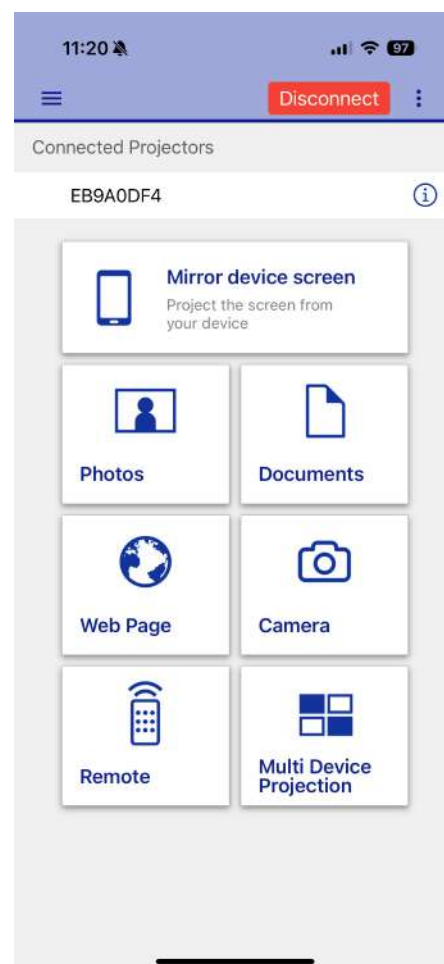 11:20
97
Disconnect
Connected Projectors
EB9A0DF4
Mirror device screen
Project the screen from
your device
Photos
Documents
Web Page
Camera
Remote
Multi Device
Projection